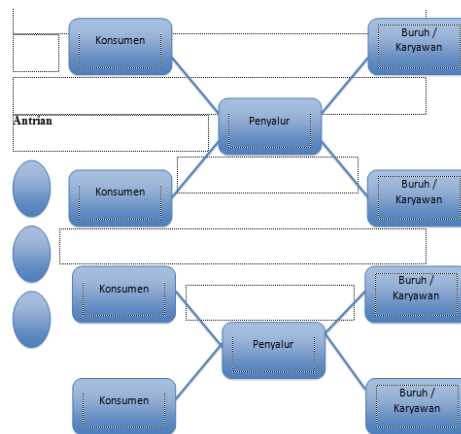 Konsumen
Buruh /
Karyawan
Antrian
Penyalur
Konsumen
Buruh /
Karyawan
Konsumen
Buruh /
Karyawan
Penyalur
Konsumen
Buruh /
Karyawan